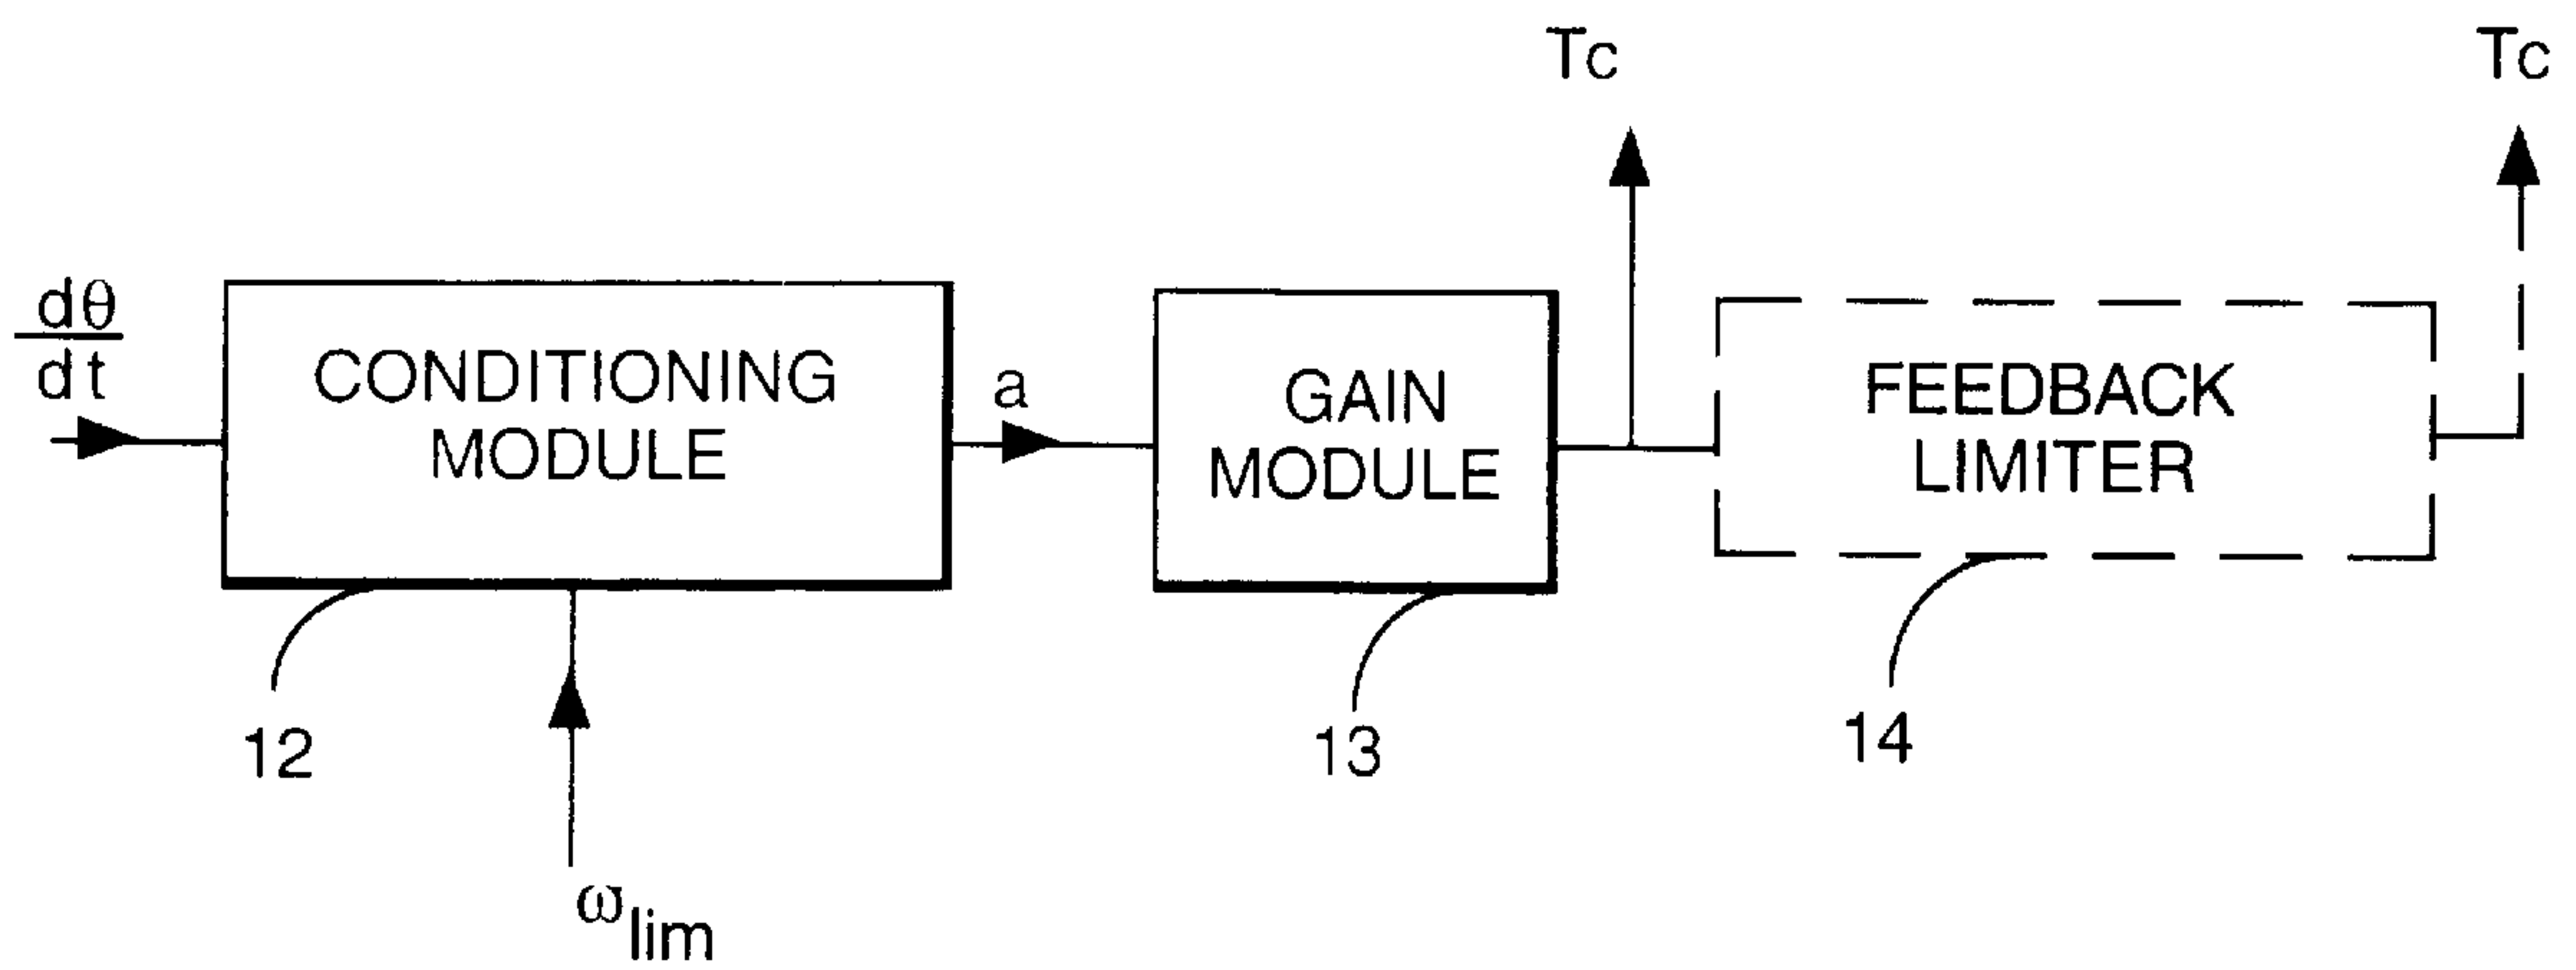 Tc
Tc
dθ
dt
CONDITIONING
MODULE
a
GAIN
MODULE
FEEDBACK
LIMITER
12
13
14
ωlim